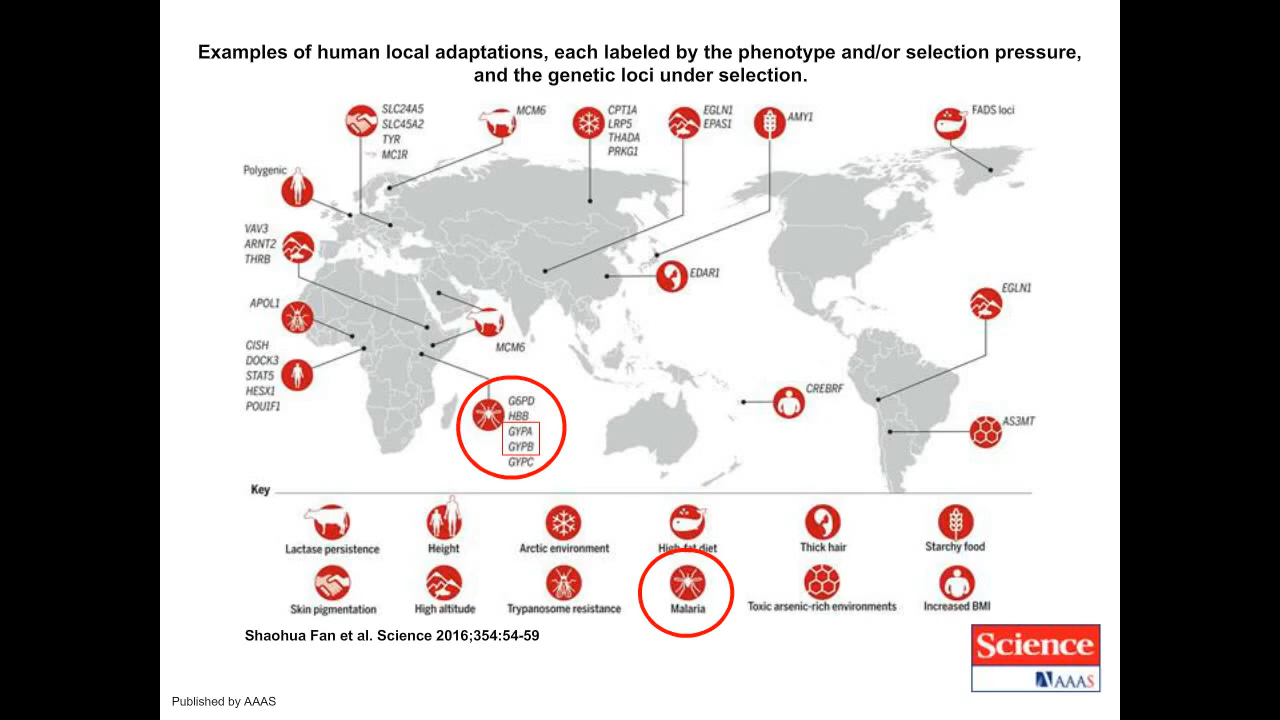 Examples of human local adaptations, each labeled by the phenotype and/or selection pressure,
and the genetic loci under selection.
SLC24A5
SLC45A2
TYR
MC1R
MCM6
CPT1A
LRP5
THADA
PRKG1
EGLN1
EPAS1
AMY1
FADS loci
Polygenic
VAV3
ARNT2
THRB
EDAR1
APOL1
EGLN1
MCM6
CISH
DOCK3
STAT5
HESX1
POU1F1
G6PD
HBB
GYPA
GYPB
GYPC
CREBRF
AS3MT
Key
Lactase persistence
Height
Arctic environment
High-fat diet
Thick hair
Starchy food
Skin pigmentation
High altitude
Trypanosome resistance
Malaria
Toxic arsenic-rich environments
Increased BMI
Shaohua Fan et al. Science 2016;354:54-59
Science
AAAS
Published by AAAS